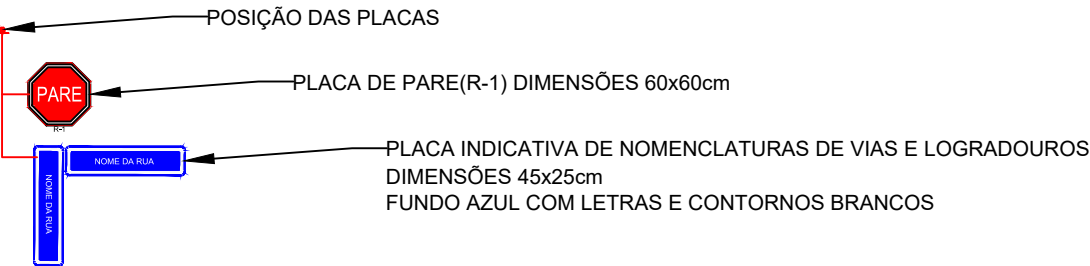 POSIÇÃO DAS PLACAS
PLACA DE PARE(R-1) DIMENSÕES 60x60cm
PARE
R-1
NOME DA RUA
NOME DA RUA
PLACA INDICATIVA DE NOMENCLATURAS DE VIAS E LOGRADOUROS
DIMENSÕES 45x25cm
FUNDO AZUL COM LETRAS E CONTORNOS BRANCOS